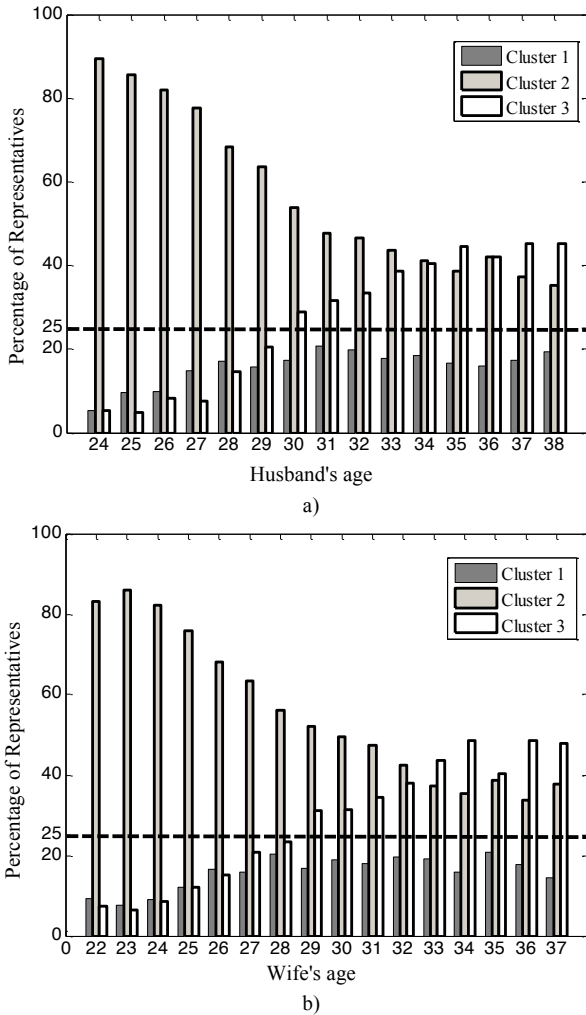 100
80
60
40
25
20
0
Percentage of Representatives
Cluster 1
Cluster 2
Cluster 3
24 25 26 27 28 29 30 31 32 33 34 35 36 37 38
Husband's age
a)
100
80
60
40
25
20
0
Percentage of Representatives
Cluster 1
Cluster 2
Cluster 3
0 22 23 24 25 26 27 28 29 30 31 32 33 34 35 36 37
Wife's age
b)